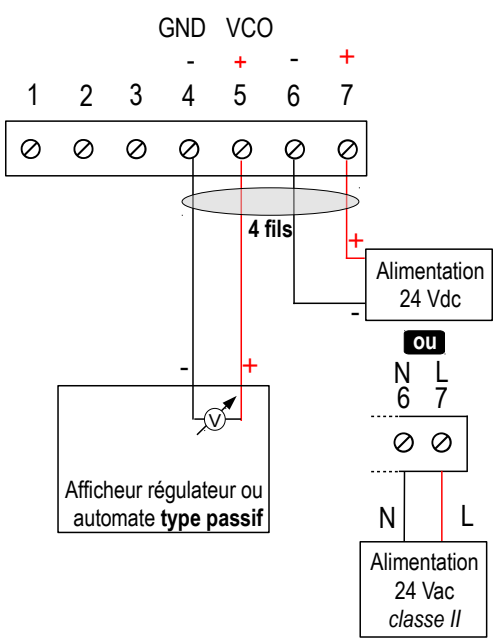 GND VCO
- + - +
1 2 3 4 5 6 7
4 fils
+
Alimentation
24 Vdc
-
ou
N L
6 7
- +
V
Afficheur régulateur ou
automate type passif
N L
Alimentation
24 Vac
classe II